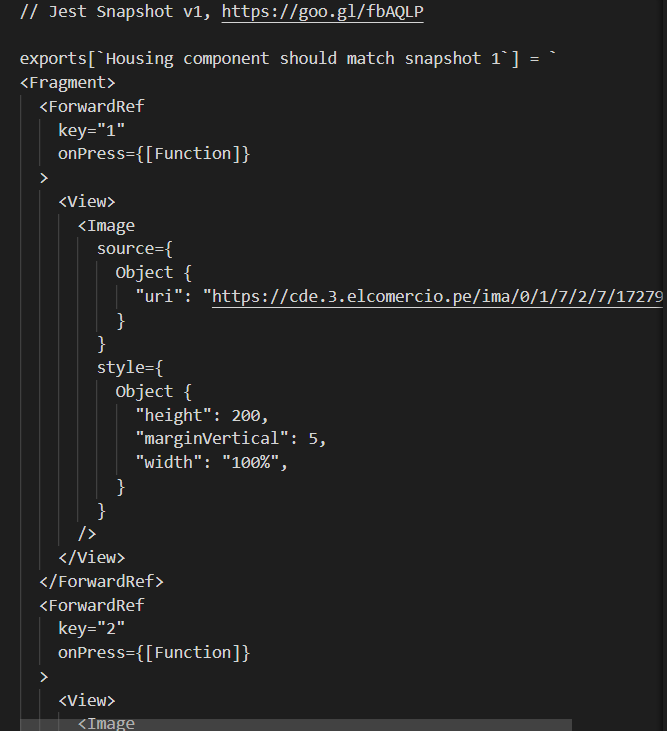 // Jest Snapshot v1, https://goo.gl/fbAQLP
exports[`Housing component should match snapshot 1`] = `
<Fragment>
<ForwardRef
key="1"
onPress={[Function]}
>
<View>
<Image
source={
Object {
"uri": "https://cde.3.elcomercio.pe/ima/0/1/7/2/7/17279
}
}
style={
Object {
"height": 200,
"marginVertical": 5,
"width": "100%",
}
}
/>
</View>
</ForwardRef>
<ForwardRef
key="2"
onPress={[Function]}
>
<View>
<Image